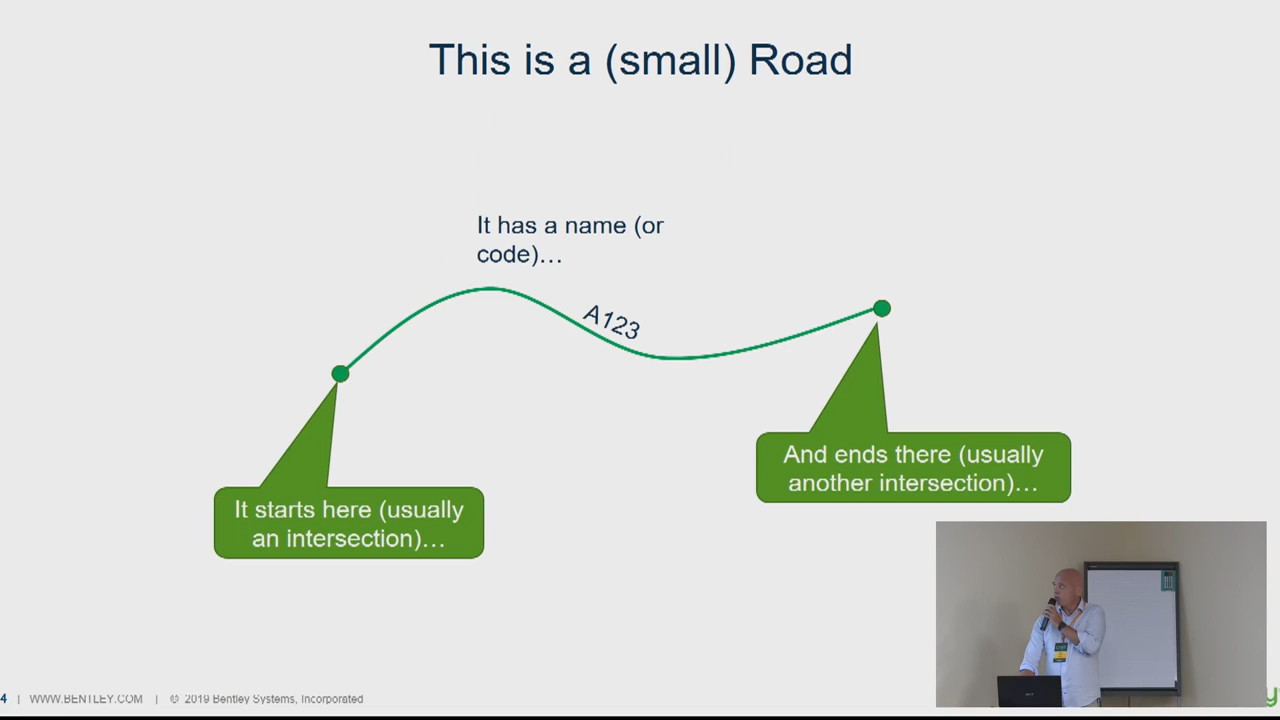 This is a (small) Road
It has a name (or
code)…
A123
It starts here (usually
an intersection)…
And ends there (usually
another intersection)…
4 | WWW.BENTLEY.COM | © 2019 Bentley Systems, Incorporated